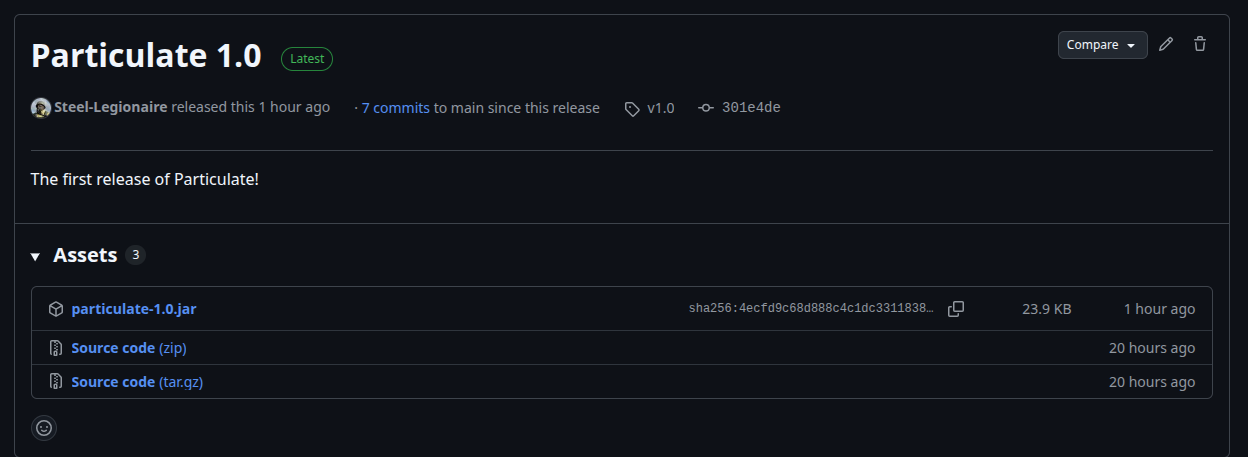 Particulate 1.0 Latest Compare
Steel-Legionaire released this 1 hour ago · 7 commits to main since this release v1.0 301e4de
The first release of Particulate!
Assets 3
particulate-1.0.jar sha256:4ecfd9c68d888c4c1dc3311838… 23.9 KB 1 hour ago
Source code (zip) 20 hours ago
Source code (tar.gz) 20 hours ago